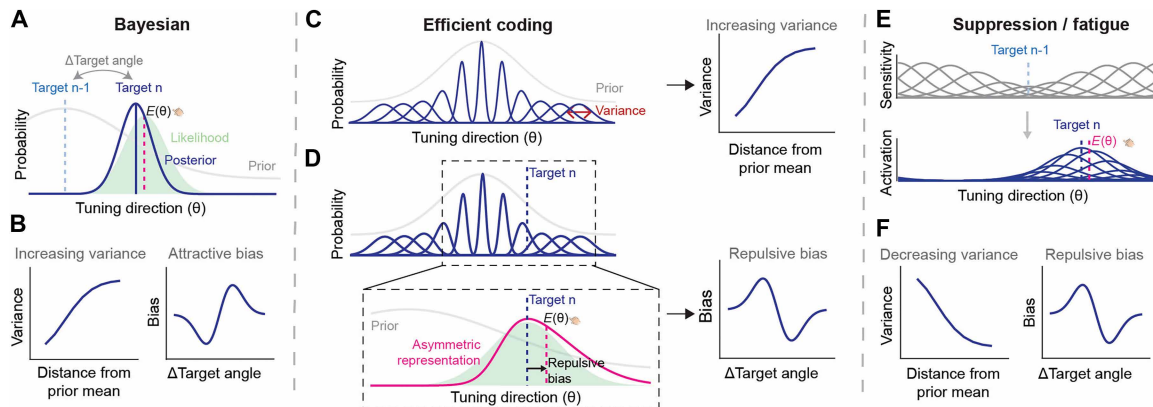 A
Bayesian
ΔTarget angle
Target n-1
Target n
E(θ)
Likelihood
Posterior
Prior
Probability
Tuning direction (θ)
B
Increasing variance
Variance
Distance from
prior mean
Attractive bias
Bias
ΔTarget angle
C
Efficient coding
Probability
Prior
Variance
Tuning direction (θ)
Increasing variance
Variance
Distance from
prior mean
D
Target n
Probability
Tuning direction (θ)
Target n
E(θ)
Prior
Asymmetric
representation
Repulsive
bias
Tuning direction (θ)
Repulsive bias
Bias
ΔTarget angle
E
Suppression / fatigue
Target n-1
Sensitivity
Target n
E(θ)
Activation
Tuning direction (θ)
F
Decreasing variance
Variance
Distance from
prior mean
Repulsive bias
Bias
ΔTarget angle